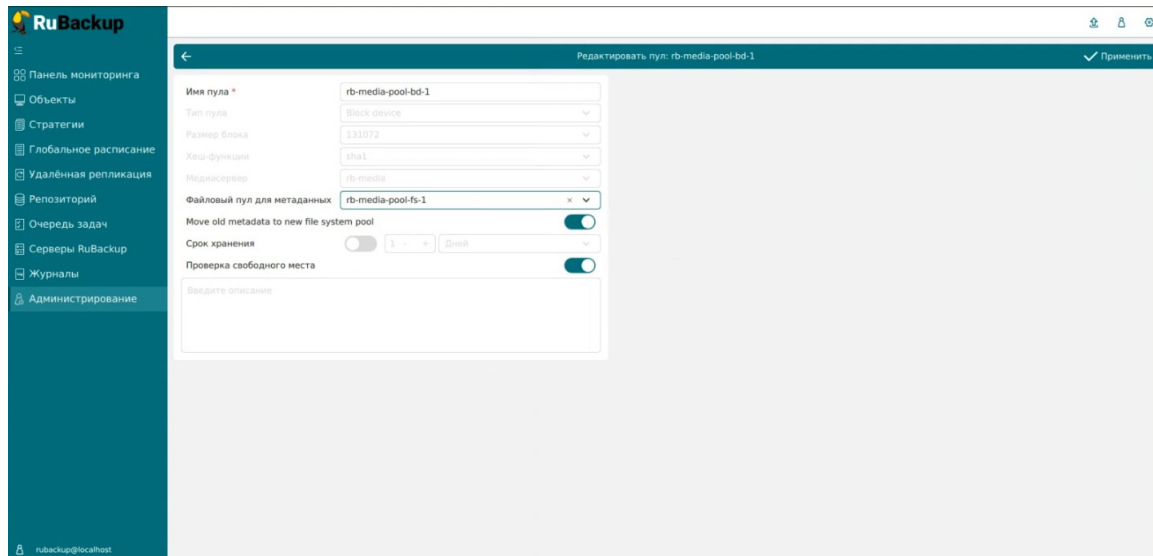 RuBackup
Редактировать пул: rb-media-pool-bd-1
Применить
Панель мониторинга
Объекты
Стратегии
Глобальное расписание
Удалённая репликация
Репозиторий
Очередь задач
Серверы RuBackup
Журналы
Администрирование
rubackup@localhost
Имя пула * rb-media-pool-bd-1
Тип пула Block device
Размер блока 131072
Хеш-функции sha1
Медиасервер rb-media
Файловый пул для метаданных rb-media-pool-fs-1
Move old metadata to new file system pool
Срок хранения 1 - + Дней
Проверка свободного места
Введите описание